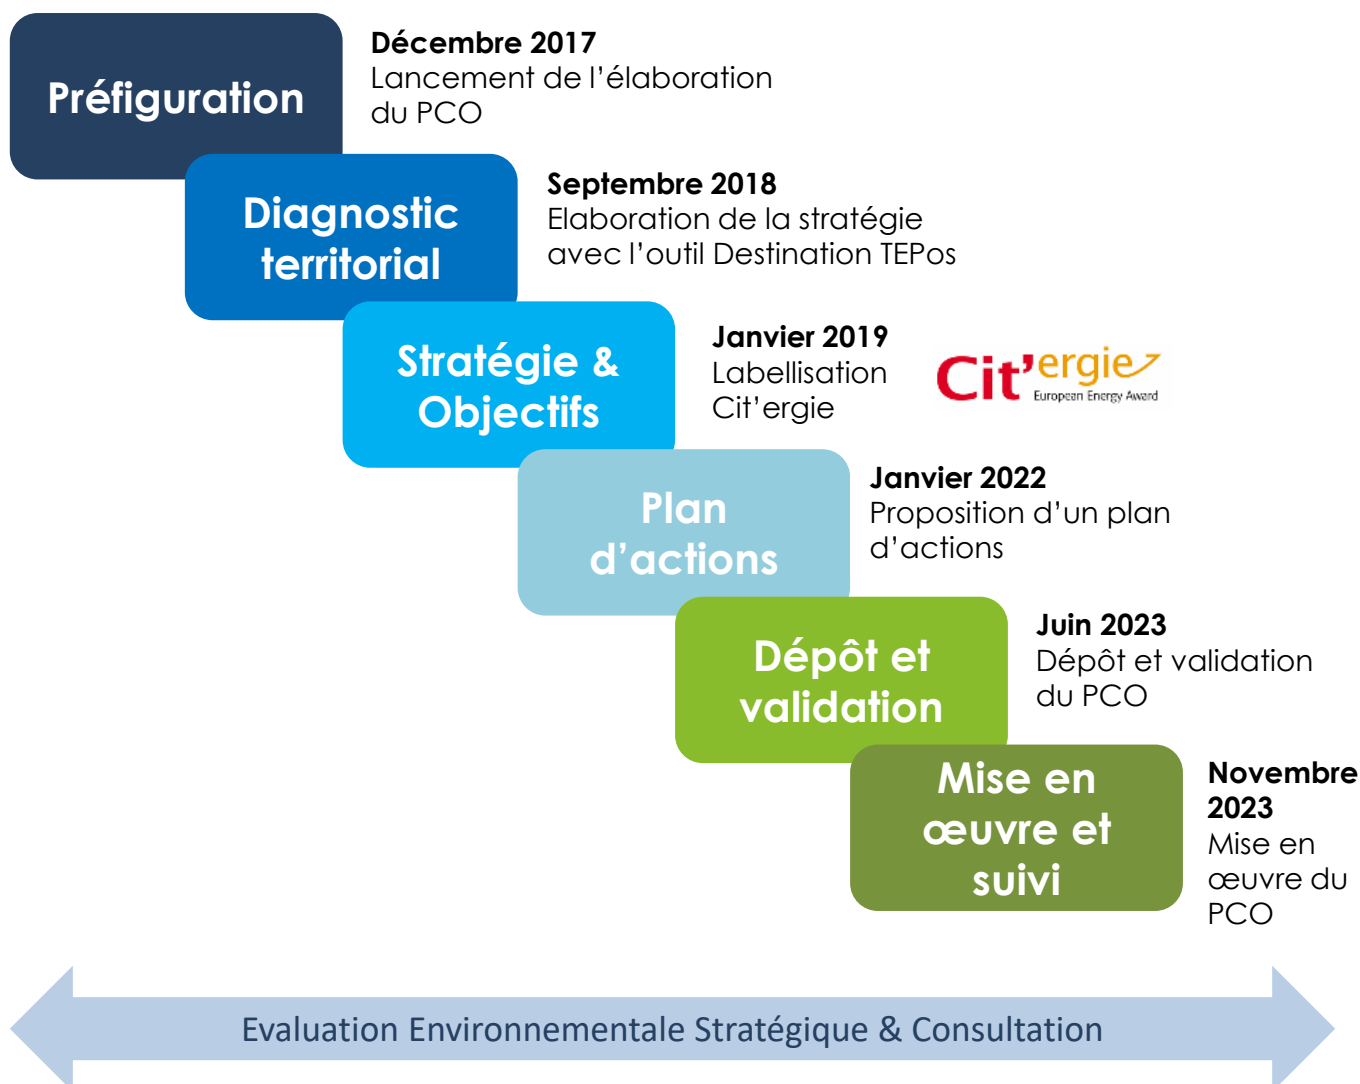 Préfiguration
Décembre 2017
Lancement de l’élaboration
du PCO
Diagnostic
territorial
Septembre 2018
Elaboration de la stratégie
avec l’outil Destination TEPos
Stratégie &
Objectifs
Janvier 2019
Labellisation
Cit’ergie
Cit’ergie
European Energy Award
Plan
d’actions
Janvier 2022
Proposition d’un plan
d’actions
Dépôt et
validation
Juin 2023
Dépôt et validation
du PCO
Mise en
œuvre et
suivi
Novembre
2023
Mise en
œuvre du
PCO
Evaluation Environnementale Stratégique & Consultation